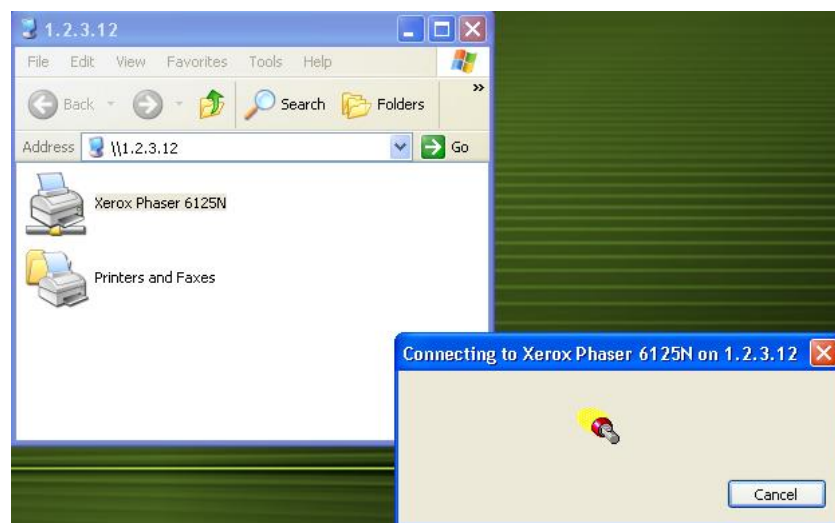 1.2.3.12
File Edit View Favorites Tools Help
Back Search Folders »
Address \\1.2.3.12 Go
Xerox Phaser 6125N
Printers and Faxes
Connecting to Xerox Phaser 6125N on 1.2.3.12
Cancel